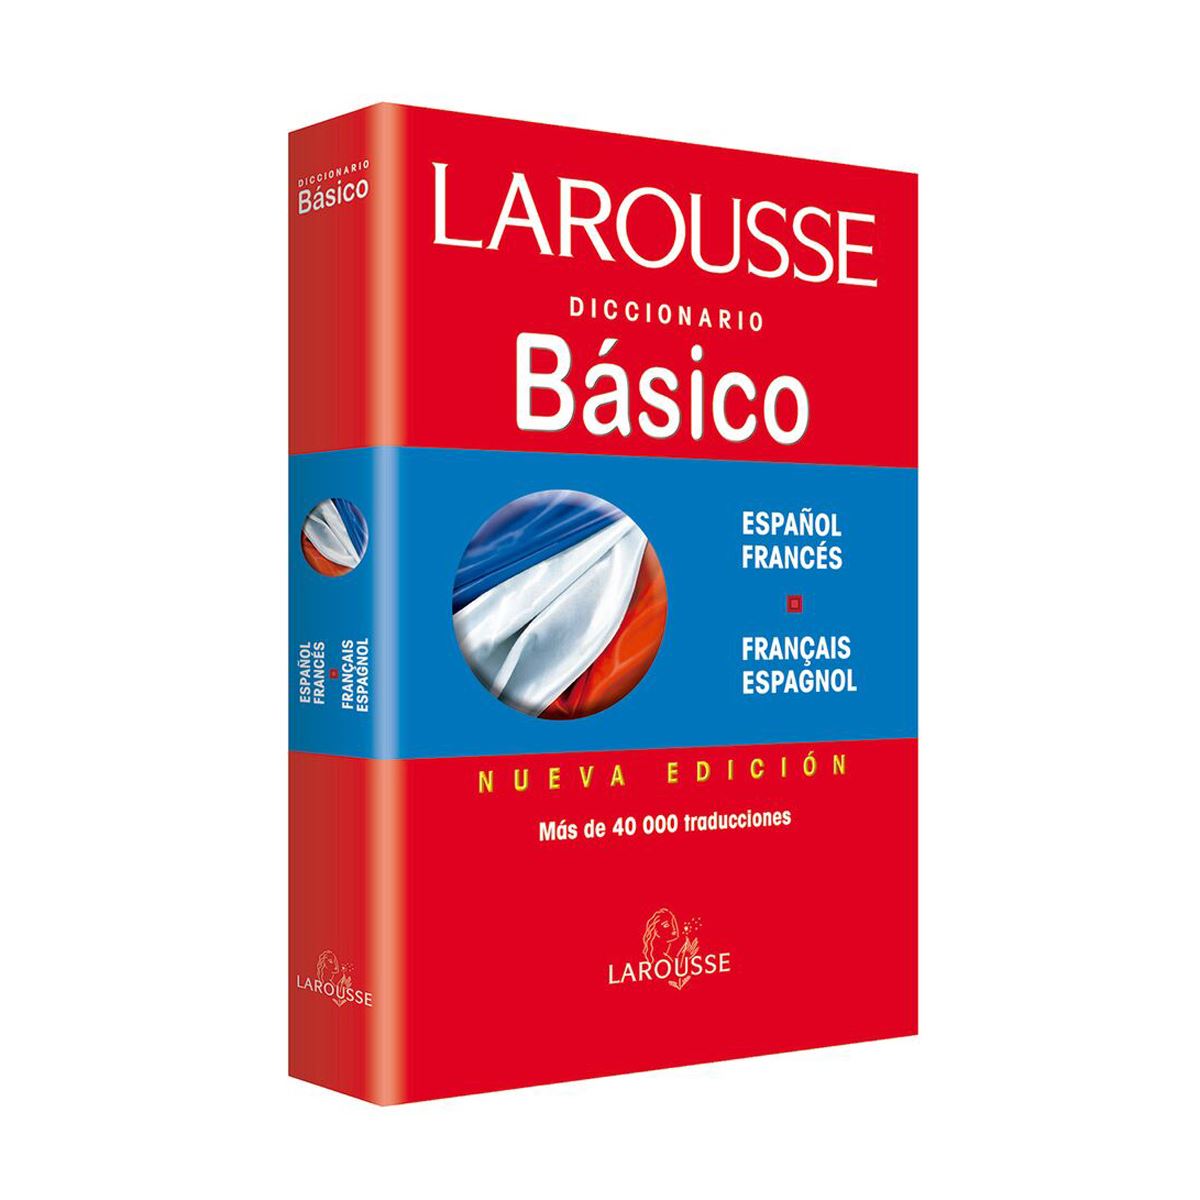 DICCIONARIO
Básico
ESPAÑOL
FRANCÉS
FRANÇAIS
ESPAGNOL
LAROUSSE
LAROUSSE
DICCIONARIO
Básico
ESPAÑOL
FRANCÉS
FRANÇAIS
ESPAGNOL
NUEVA EDICIÓN
Más de 40 000 traducciones
LAROUSSE